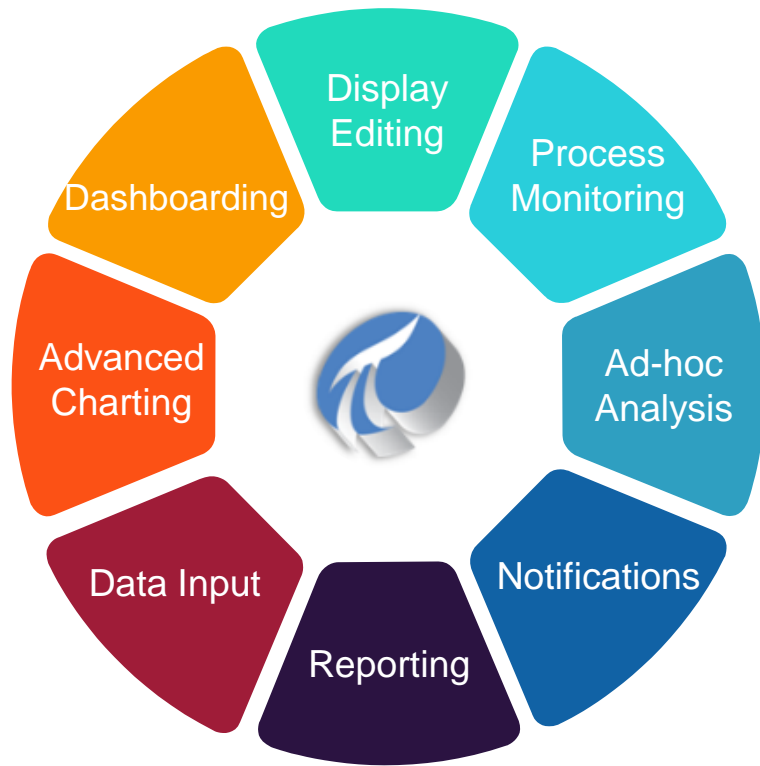 Display
Editing
Process
Monitoring
Ad-hoc
Analysis
Notifications
Reporting
Data Input
Advanced
Charting
Dashboarding